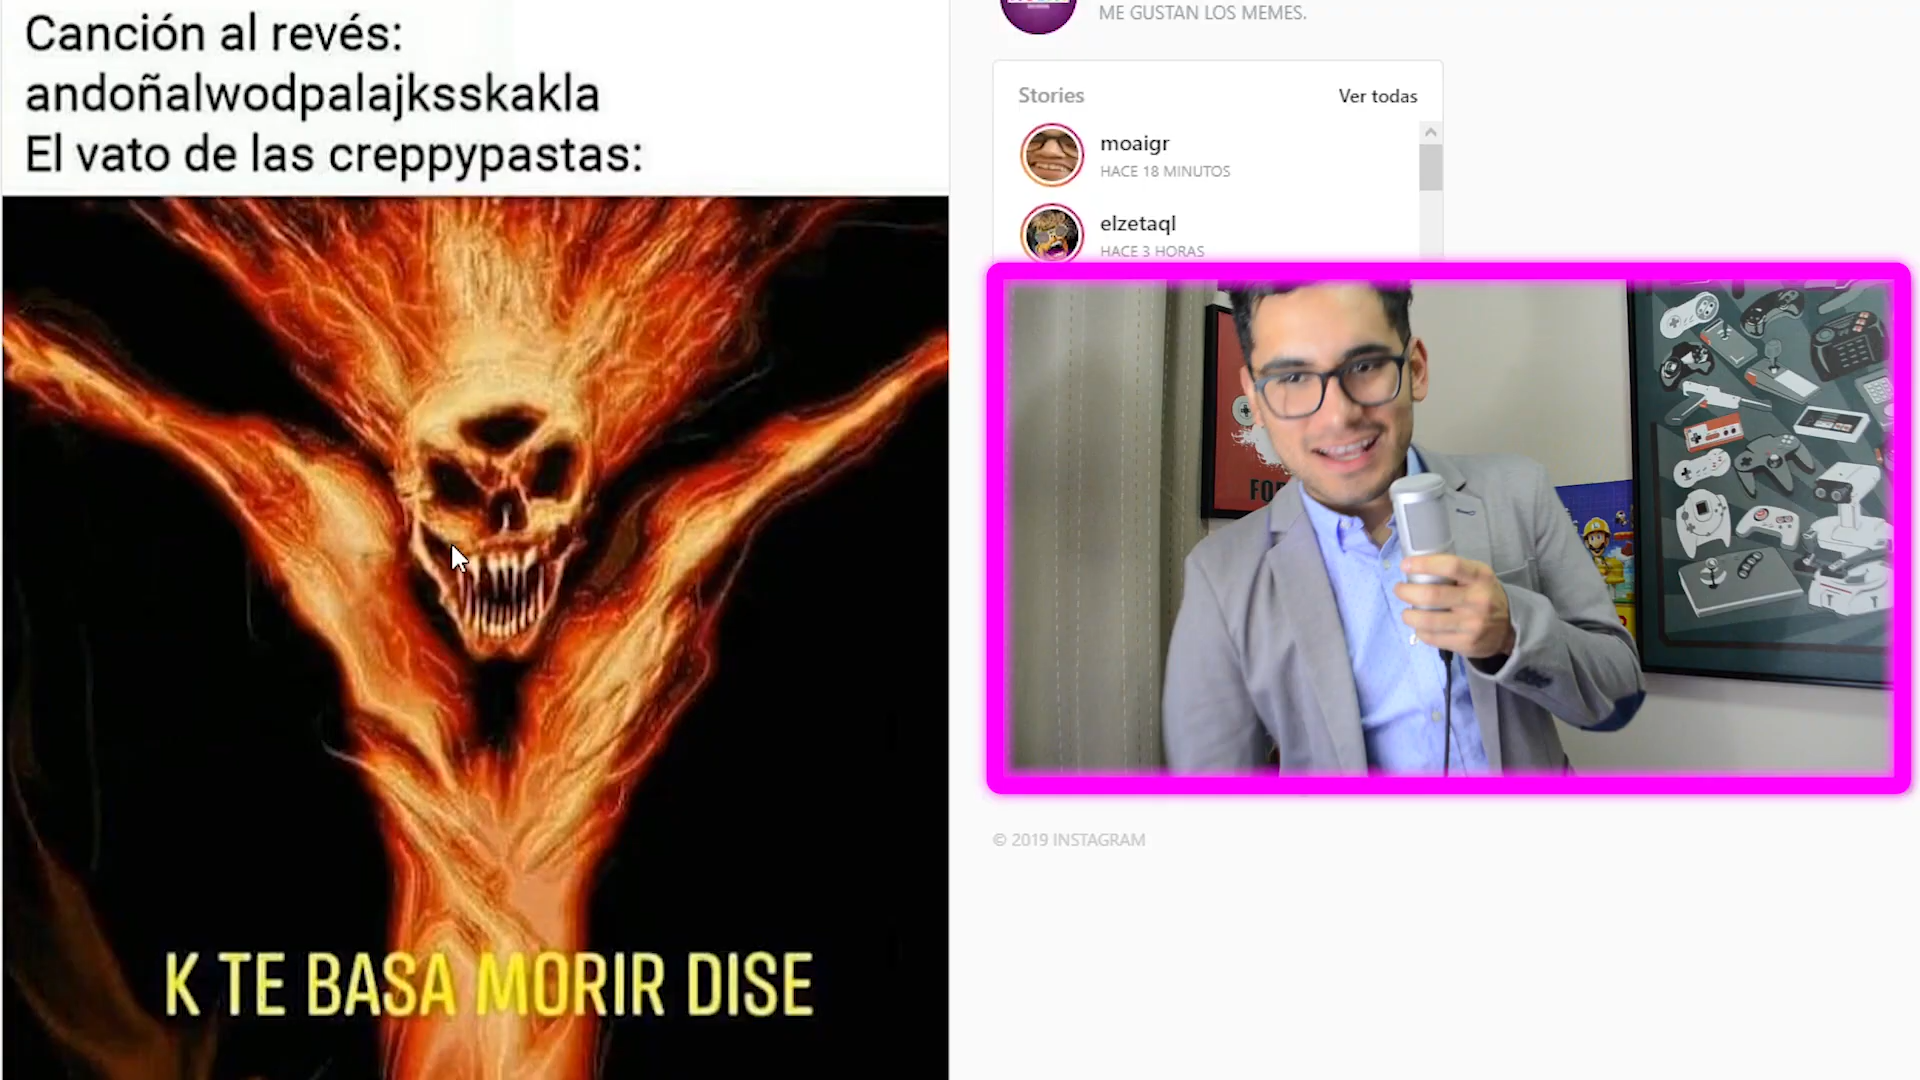 Canción al revés:
andoñalwodpalajksskakla
El vato de las creppypastas:
K TE BASA MORIR DISE
ME GUSTAN LOS MEMES.
Stories
Ver todas
moaigr
HACE 18 MINUTOS
elzetaql
HACE 3 HORAS
FO
© 2019 INSTAGRAM